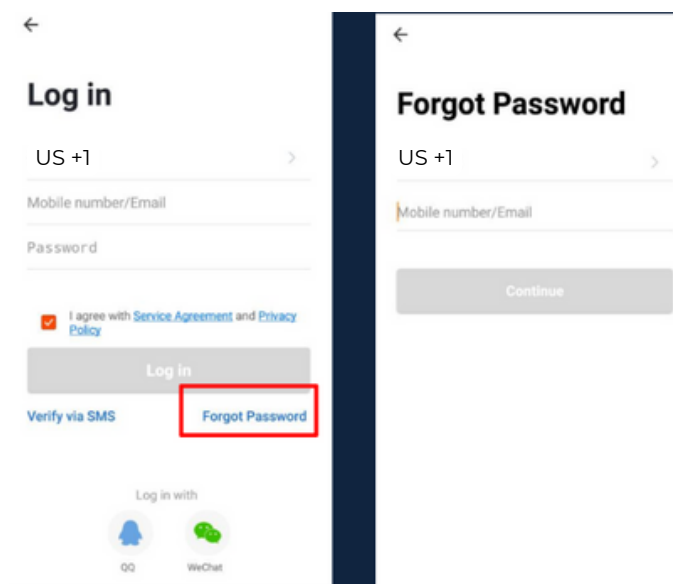 Log in
US +1
Mobile number/Email
Password
I agree with Service Agreement and Privacy
Policy
Log in
Verify via SMS
Forgot Password
Log in with
QQ
WeChat
Forgot Password
US +1
Mobile number/Email
Continue